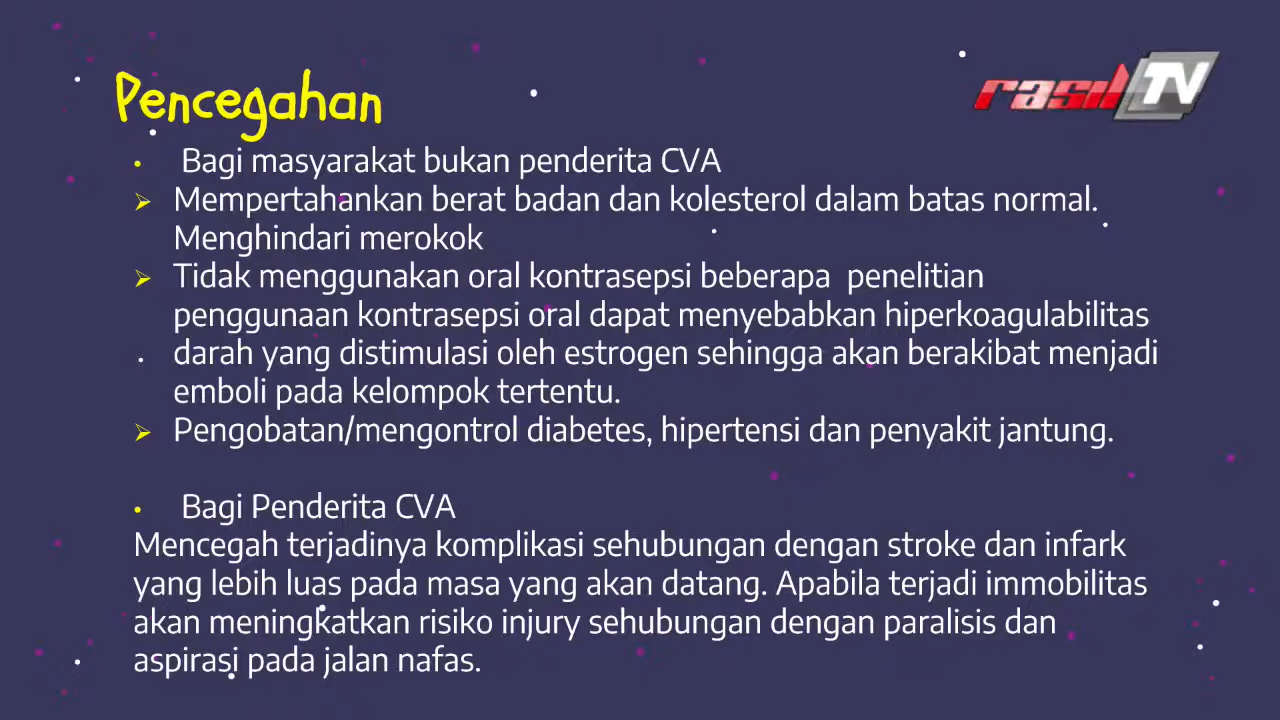 Pencegahan
rasil TV
• Bagi masyarakat bukan penderita CVA
➢ Mempertahankan berat badan dan kolesterol dalam batas normal.
Menghindari merokok
➢ Tidak menggunakan oral kontrasepsi beberapa  penelitian
penggunaan kontrasepsi oral dapat menyebabkan hiperkoagulabilitas
darah yang distimulasi oleh estrogen sehingga akan berakibat menjadi
emboli pada kelompok tertentu.
➢ Pengobatan/mengontrol diabetes, hipertensi dan penyakit jantung.
• Bagi Penderita CVA
Mencegah terjadinya komplikasi sehubungan dengan stroke dan infark
yang lebih luas pada masa yang akan datang. Apabila terjadi immobilitas
akan meningkatkan risiko injury sehubungan dengan paralisis dan
aspirasi pada jalan nafas.